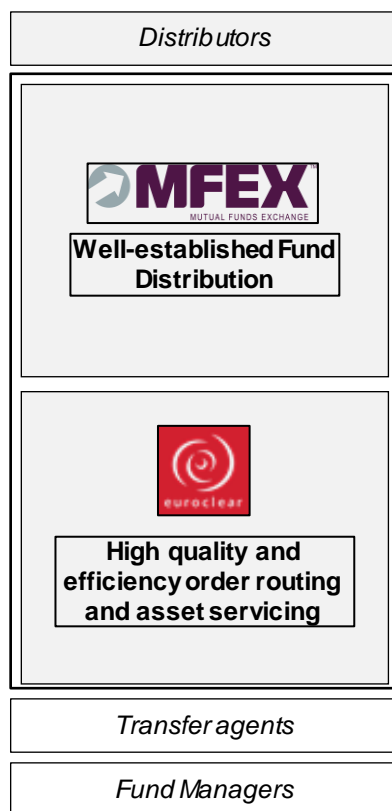 Distributors
MFEX™
MUTUAL FUNDS EXCHANGE
Well-established Fund
Distribution
euroclear
High quality and
efficiency order routing
and asset servicing
Transfer agents
Fund Managers